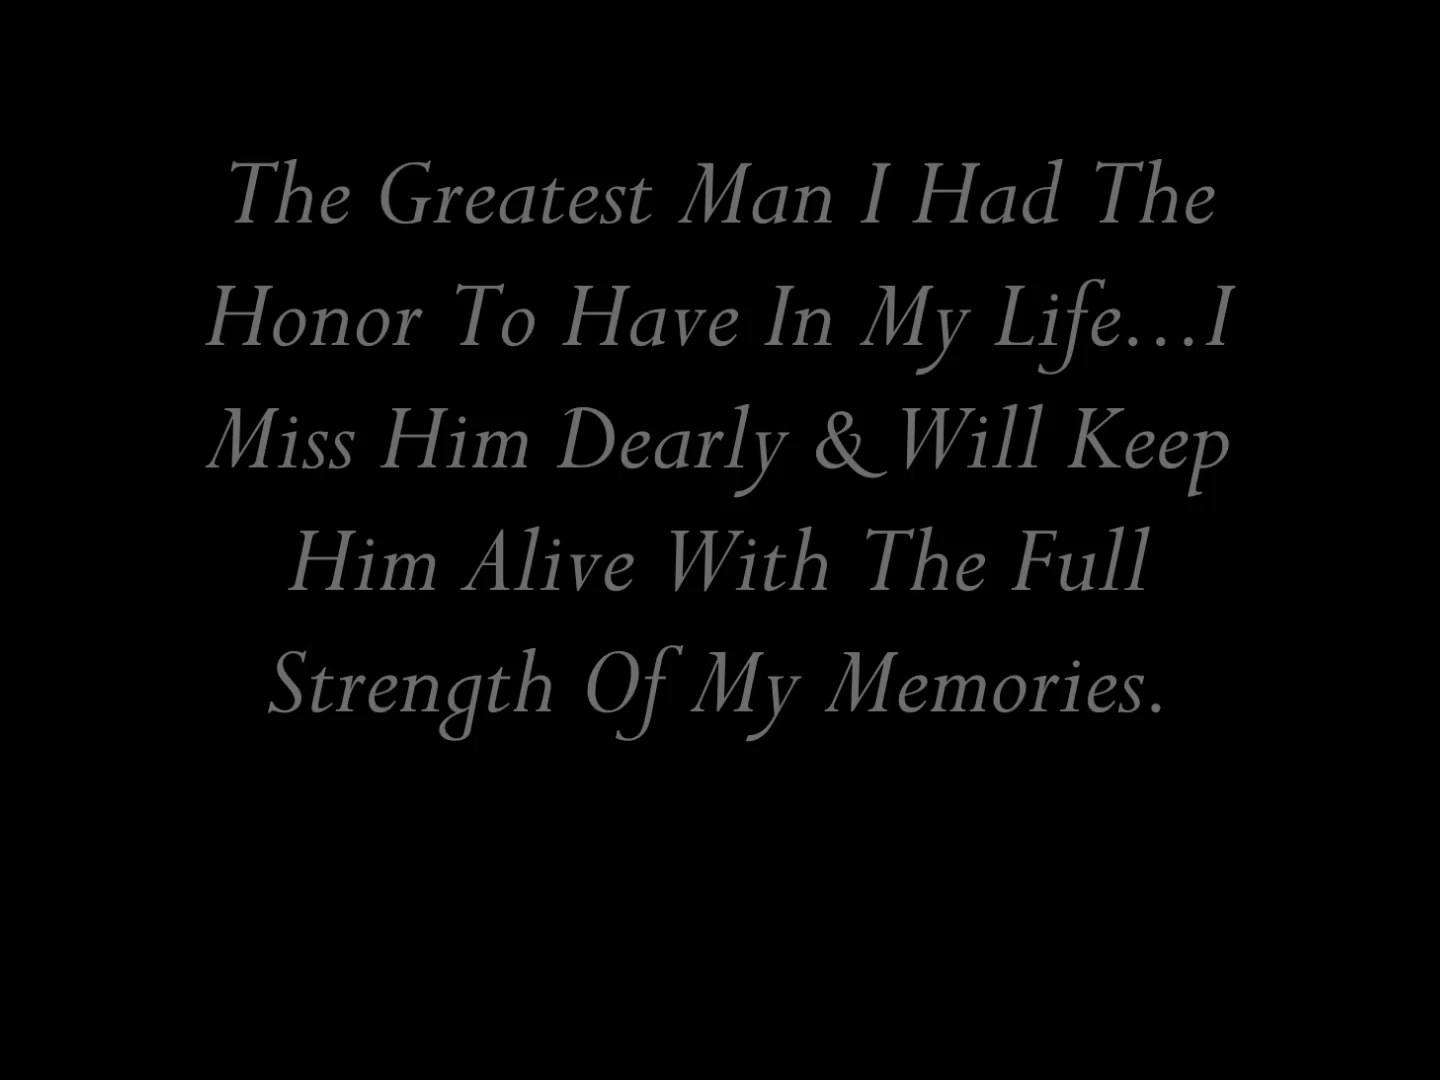 The Greatest Man I Had The
Honor To Have In My Life...I
Miss Him Dearly & Will Keep
Him Alive With The Full
Strength Of My Memories.